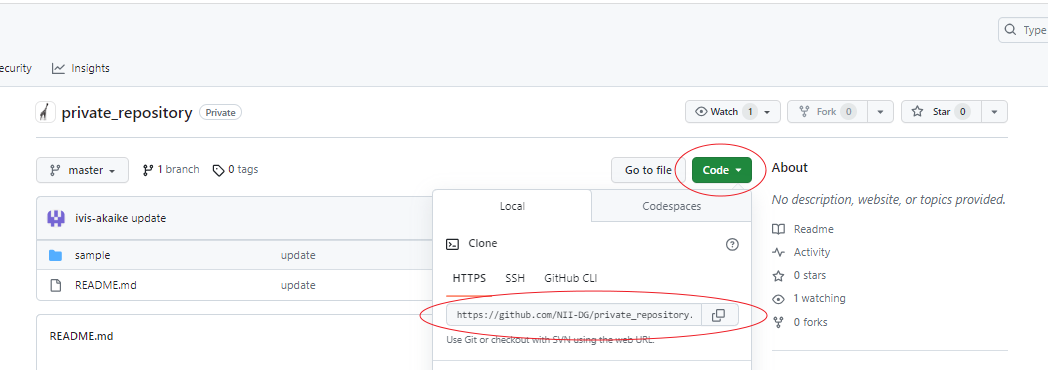 Type
ecurity Insights
private_repository Private Watch 1 Fork 0 Star 0
master 1 branch 0 tags Go to file Code About
Local Codespaces
No description, website, or topics provided.
ivis-akaike update
Clone
Readme
sample update
Activity
HTTPS SSH GitHub CLI
0 stars
README.md update
1 watching
https://github.com/NII-DG/private_repository.
0 forks
README.md
Use Git or checkout with SVN using the web URL.